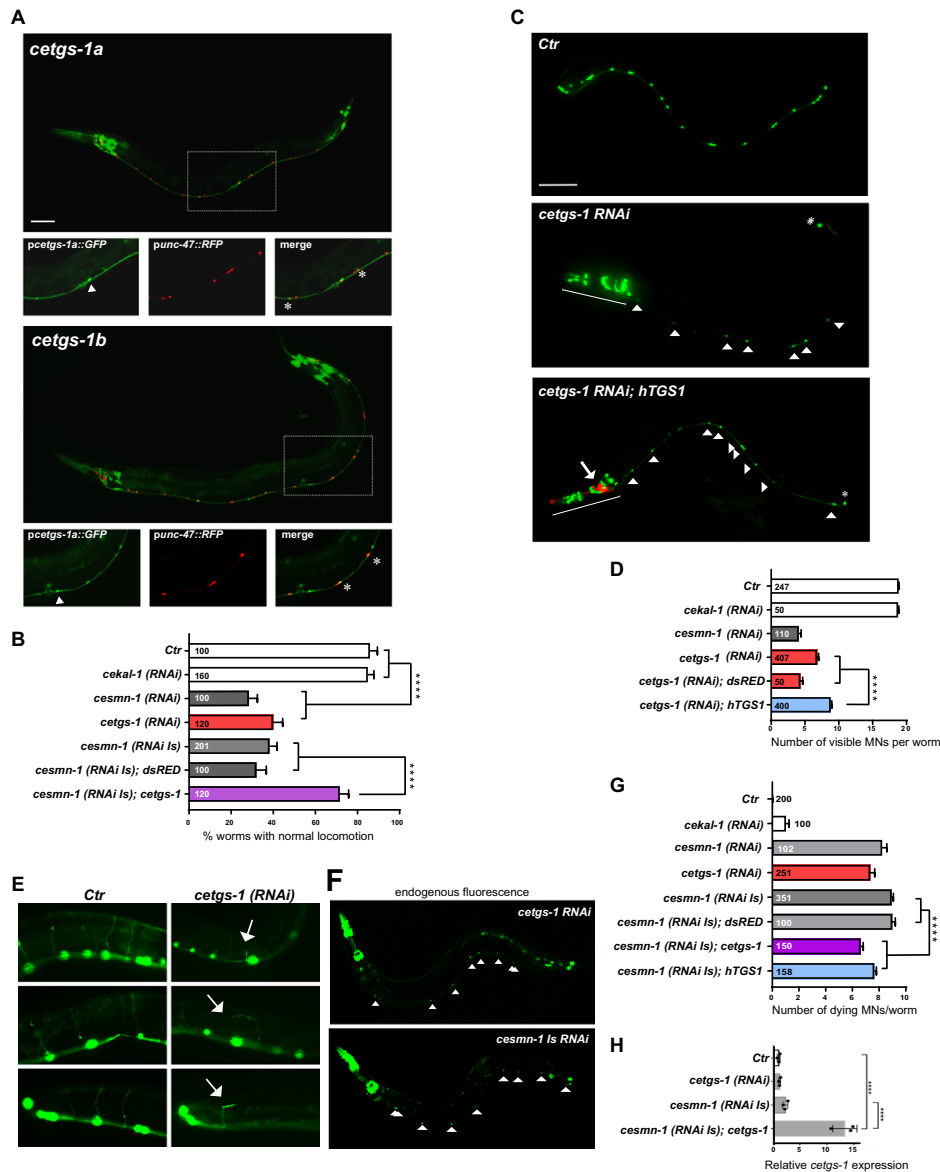 A
cetgs-1a
pcetgs-1a::GFP
punc-47::RFP
merge
*
*
cetgs-1b
pcetgs-1a::GFP
punc-47::RFP
merge
*
*
B
Ctr 100
cekal-1 (RNAi) 160
cesmn-1 (RNAi) 100
cetgs-1 (RNAi) 120
cesmn-1 (RNAi Is) 201
cesmn-1 (RNAi Is); dsRED 100
cesmn-1 (RNAi Is); cetgs-1 120
****
****
0 20 40 60 80 100
% worms with normal locomotion
C
Ctr
cetgs-1 RNAi
*
cetgs-1 RNAi; hTGS1
*
D
Ctr 247
cekal-1 (RNAi) 50
cesmn-1 (RNAi) 110
cetgs-1 (RNAi) 407
cetgs-1 (RNAi); dsRED 50
cetgs-1 (RNAi); hTGS1 400
****
0 5 10 15 20
Number of visible MNs per worm
E
Ctr
cetgs-1 (RNAi)
F
endogenous fluorescence
cetgs-1 RNAi
cesmn-1 Is RNAi
G
Ctr 200
cekal-1 (RNAi) 100
cesmn-1 (RNAi) 102
cetgs-1 (RNAi) 251
cesmn-1 (RNAi Is) 351
cesmn-1 (RNAi Is); dsRED 100
cesmn-1 (RNAi Is); cetgs-1 150
cesmn-1 (RNAi Is); hTGS1 158
****
0 2 4 6 8 10
Number of dying MNs/worm
H
Ctr
cetgs-1 (RNAi)
cesmn-1 (RNAi Is)
cesmn-1 (RNAi Is); cetgs-1
****
****
0 5 10 15
Relative cetgs-1 expression